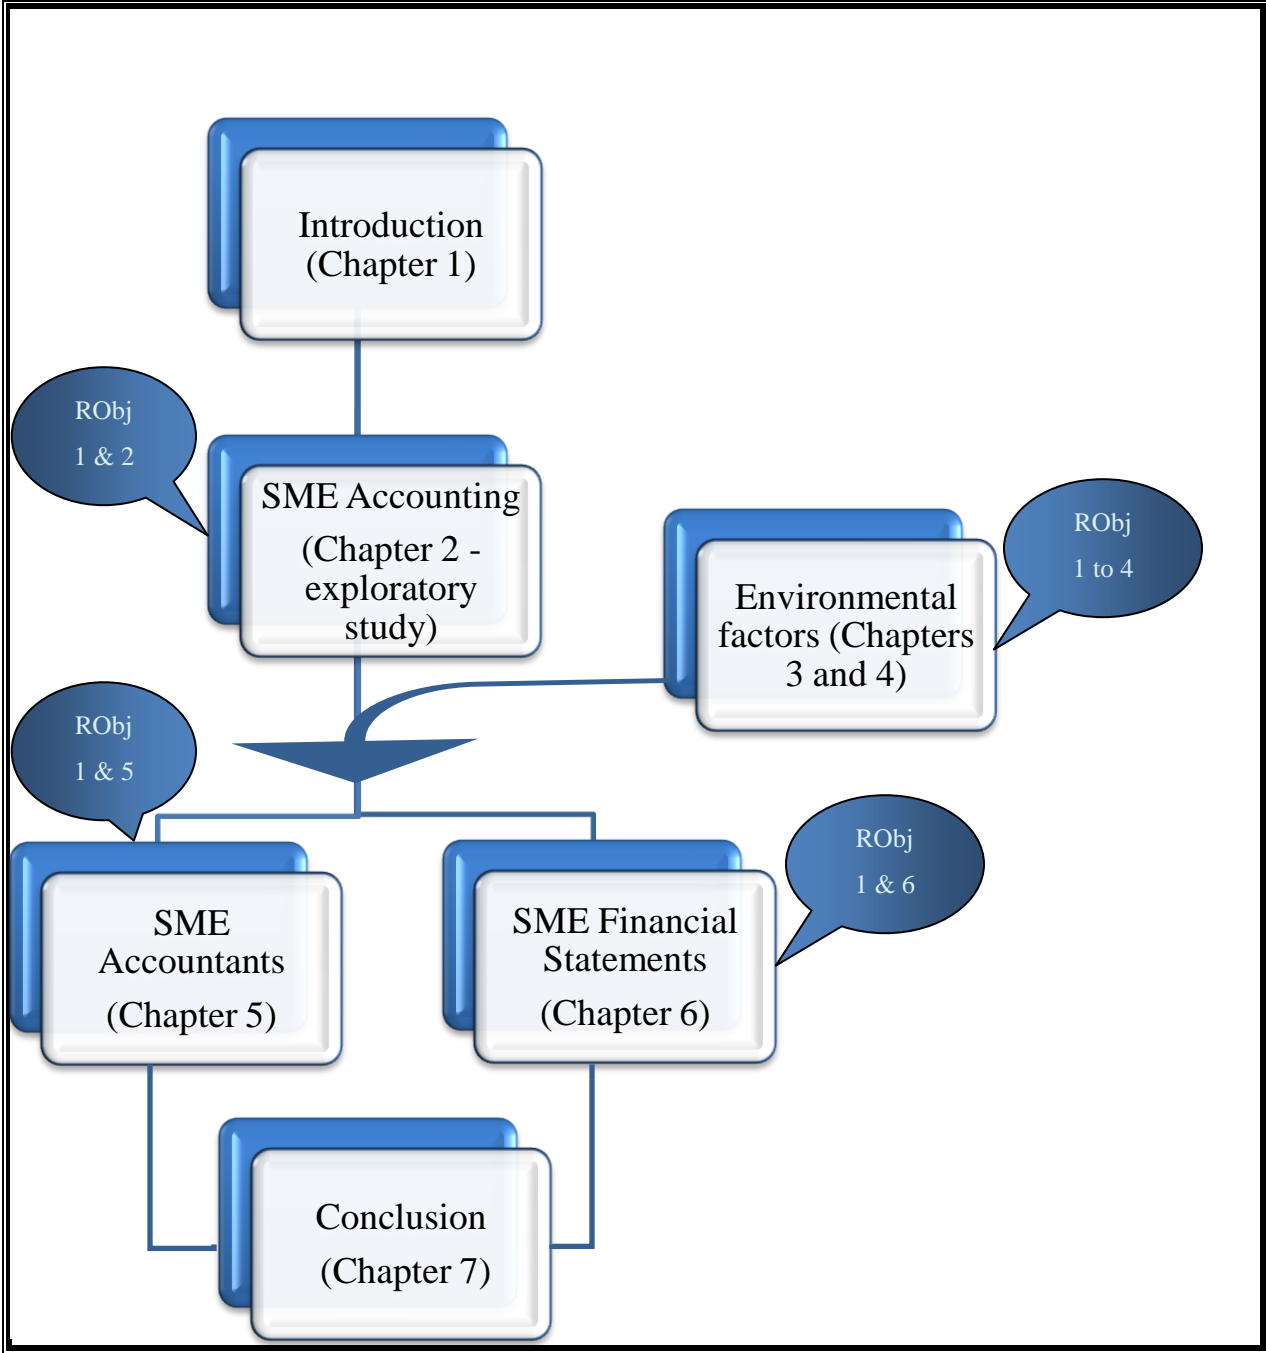 Introduction
(Chapter 1)
RObj
1 & 2
SME Accounting
(Chapter 2 -
exploratory
study)
RObj
1 to 4
Environmental
factors (Chapters
3 and 4)
RObj
1 & 5
RObj
1 & 6
SME
Accountants
(Chapter 5)
SME Financial
Statements
(Chapter 6)
Conclusion
(Chapter 7)